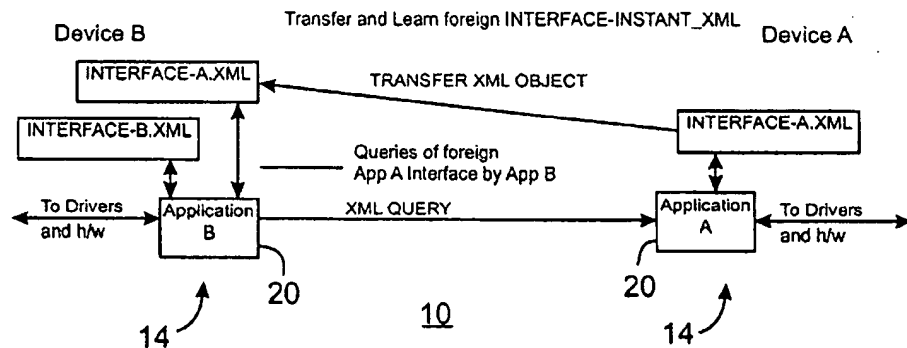 Transfer and Learn foreign INTERFACE-INSTANT_XML
Device B
Device A
INTERFACE-A.XML
TRANSFER XML OBJECT
INTERFACE-B.XML
INTERFACE-A.XML
Queries of foreign
App A Interface by App B
To Drivers
and h/w
Application
B
XML QUERY
Application
A
To Drivers
and h/w
20
20
14
10
14